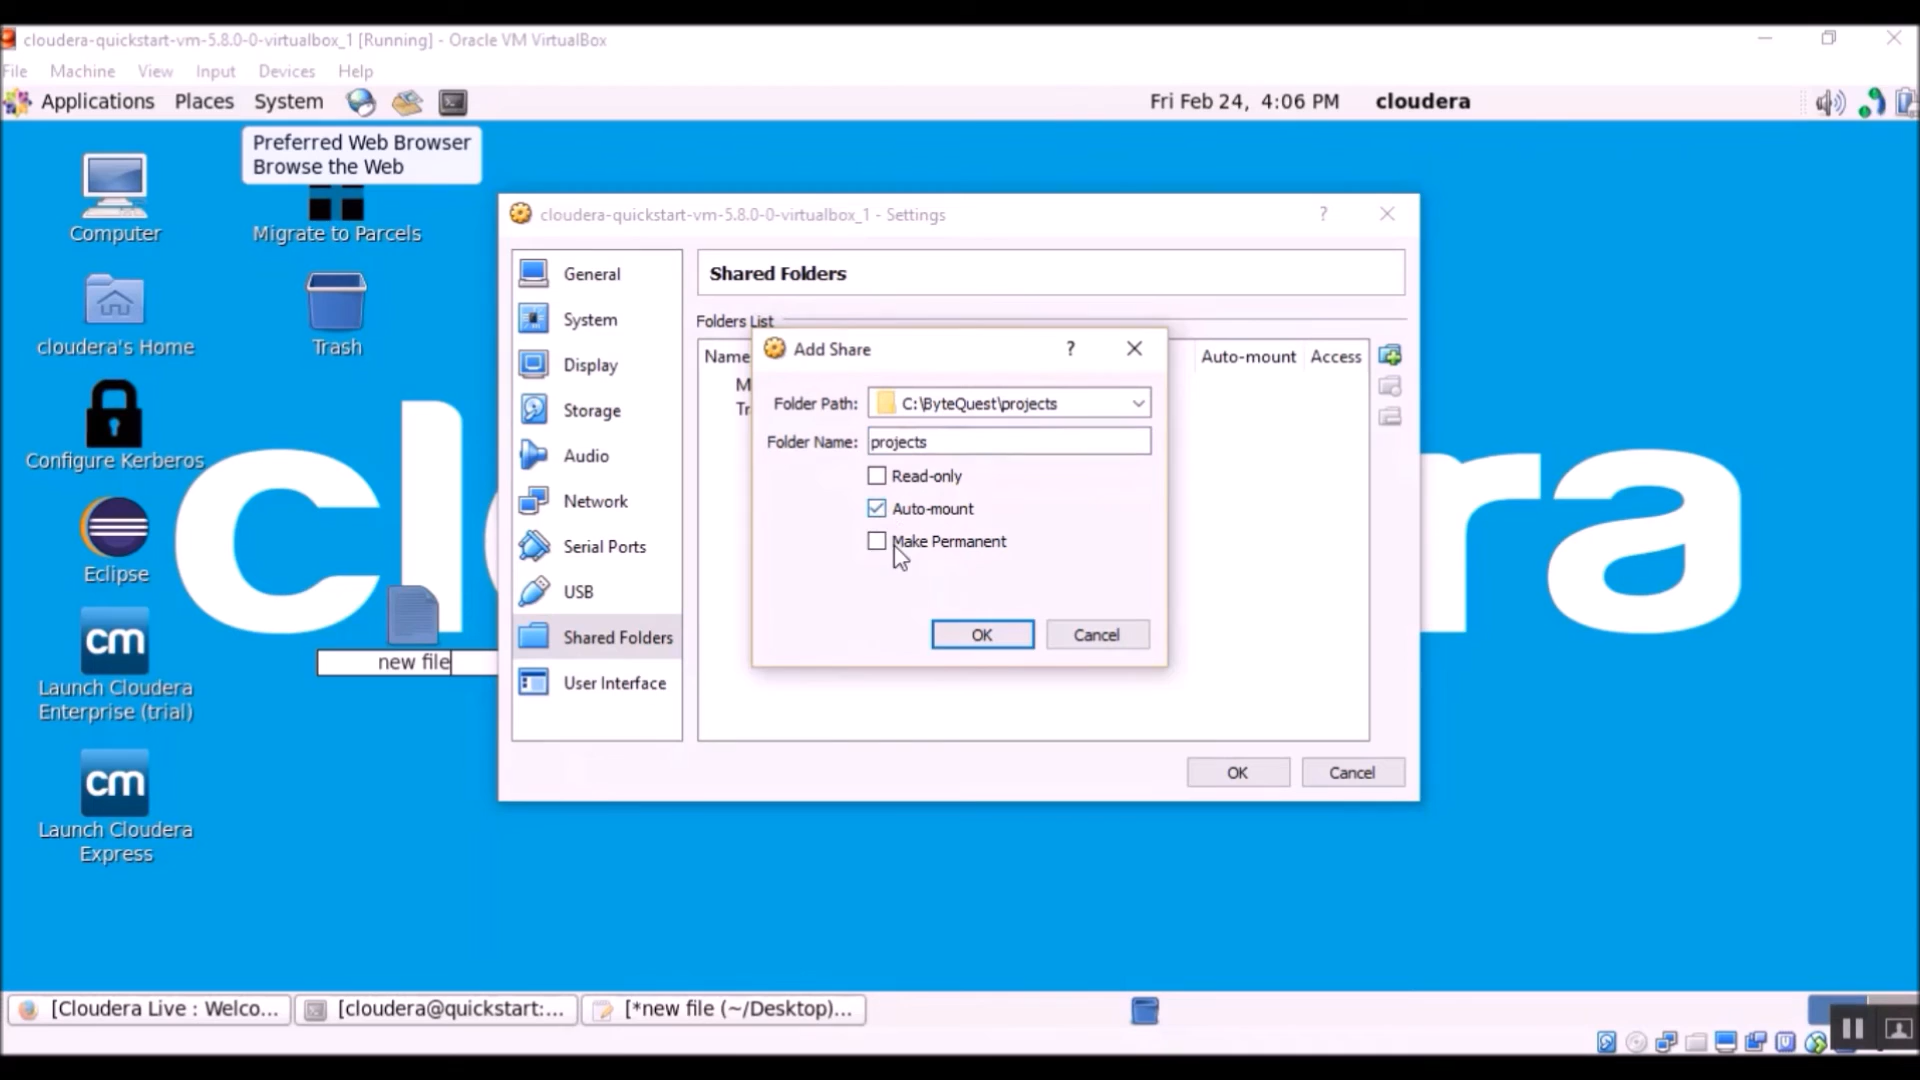 cloudera-quickstart-vm-5.8.0-0-virtualbox_1 [Running] - Oracle VM VirtualBox
File Machine View Input Devices Help
Applications Places System Fri Feb 24, 4:06 PM cloudera
Preferred Web Browser
Browse the Web
Computer
Migrate to Parcels
cloudera's Home
Trash
Configure Kerberos
Eclipse
new file
cm
Launch Cloudera
Enterprise (trial)
cm
Launch Cloudera
Express
cl
ra
cloudera-quickstart-vm-5.8.0-0-virtualbox_1 - Settings
?
General
System
Display
Storage
Audio
Network
Serial Ports
USB
Shared Folders
User Interface
Shared Folders
Folders List
Name Auto-mount Access
M
Tr
Add Share
?
Folder Path: C:\ByteQuest\projects
Folder Name: projects
Read-only
Auto-mount
Make Permanent
OK Cancel
OK Cancel
[Cloudera Live : Welco... [cloudera@quickstart:... [*new file (~/Desktop)...